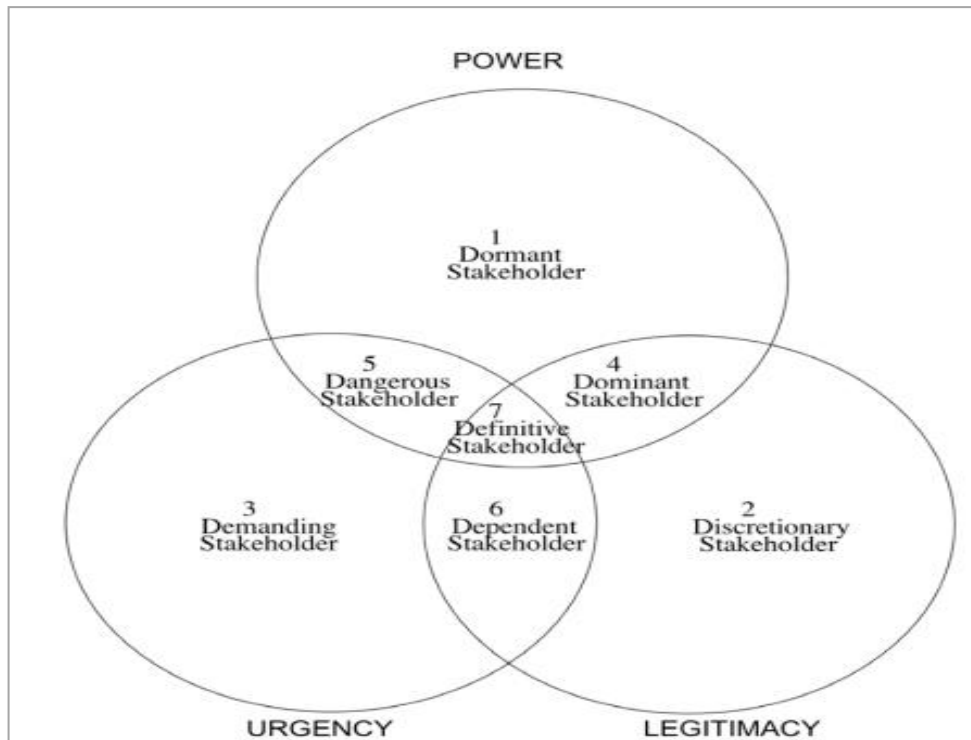 POWER
1
Dormant
Stakeholder
5
Dangerous
Stakeholder
4
Dominant
Stakeholder
7
Definitive
Stakeholder
3
Demanding
Stakeholder
6
Dependent
Stakeholder
2
Discretionary
Stakeholder
URGENCY
LEGITIMACY